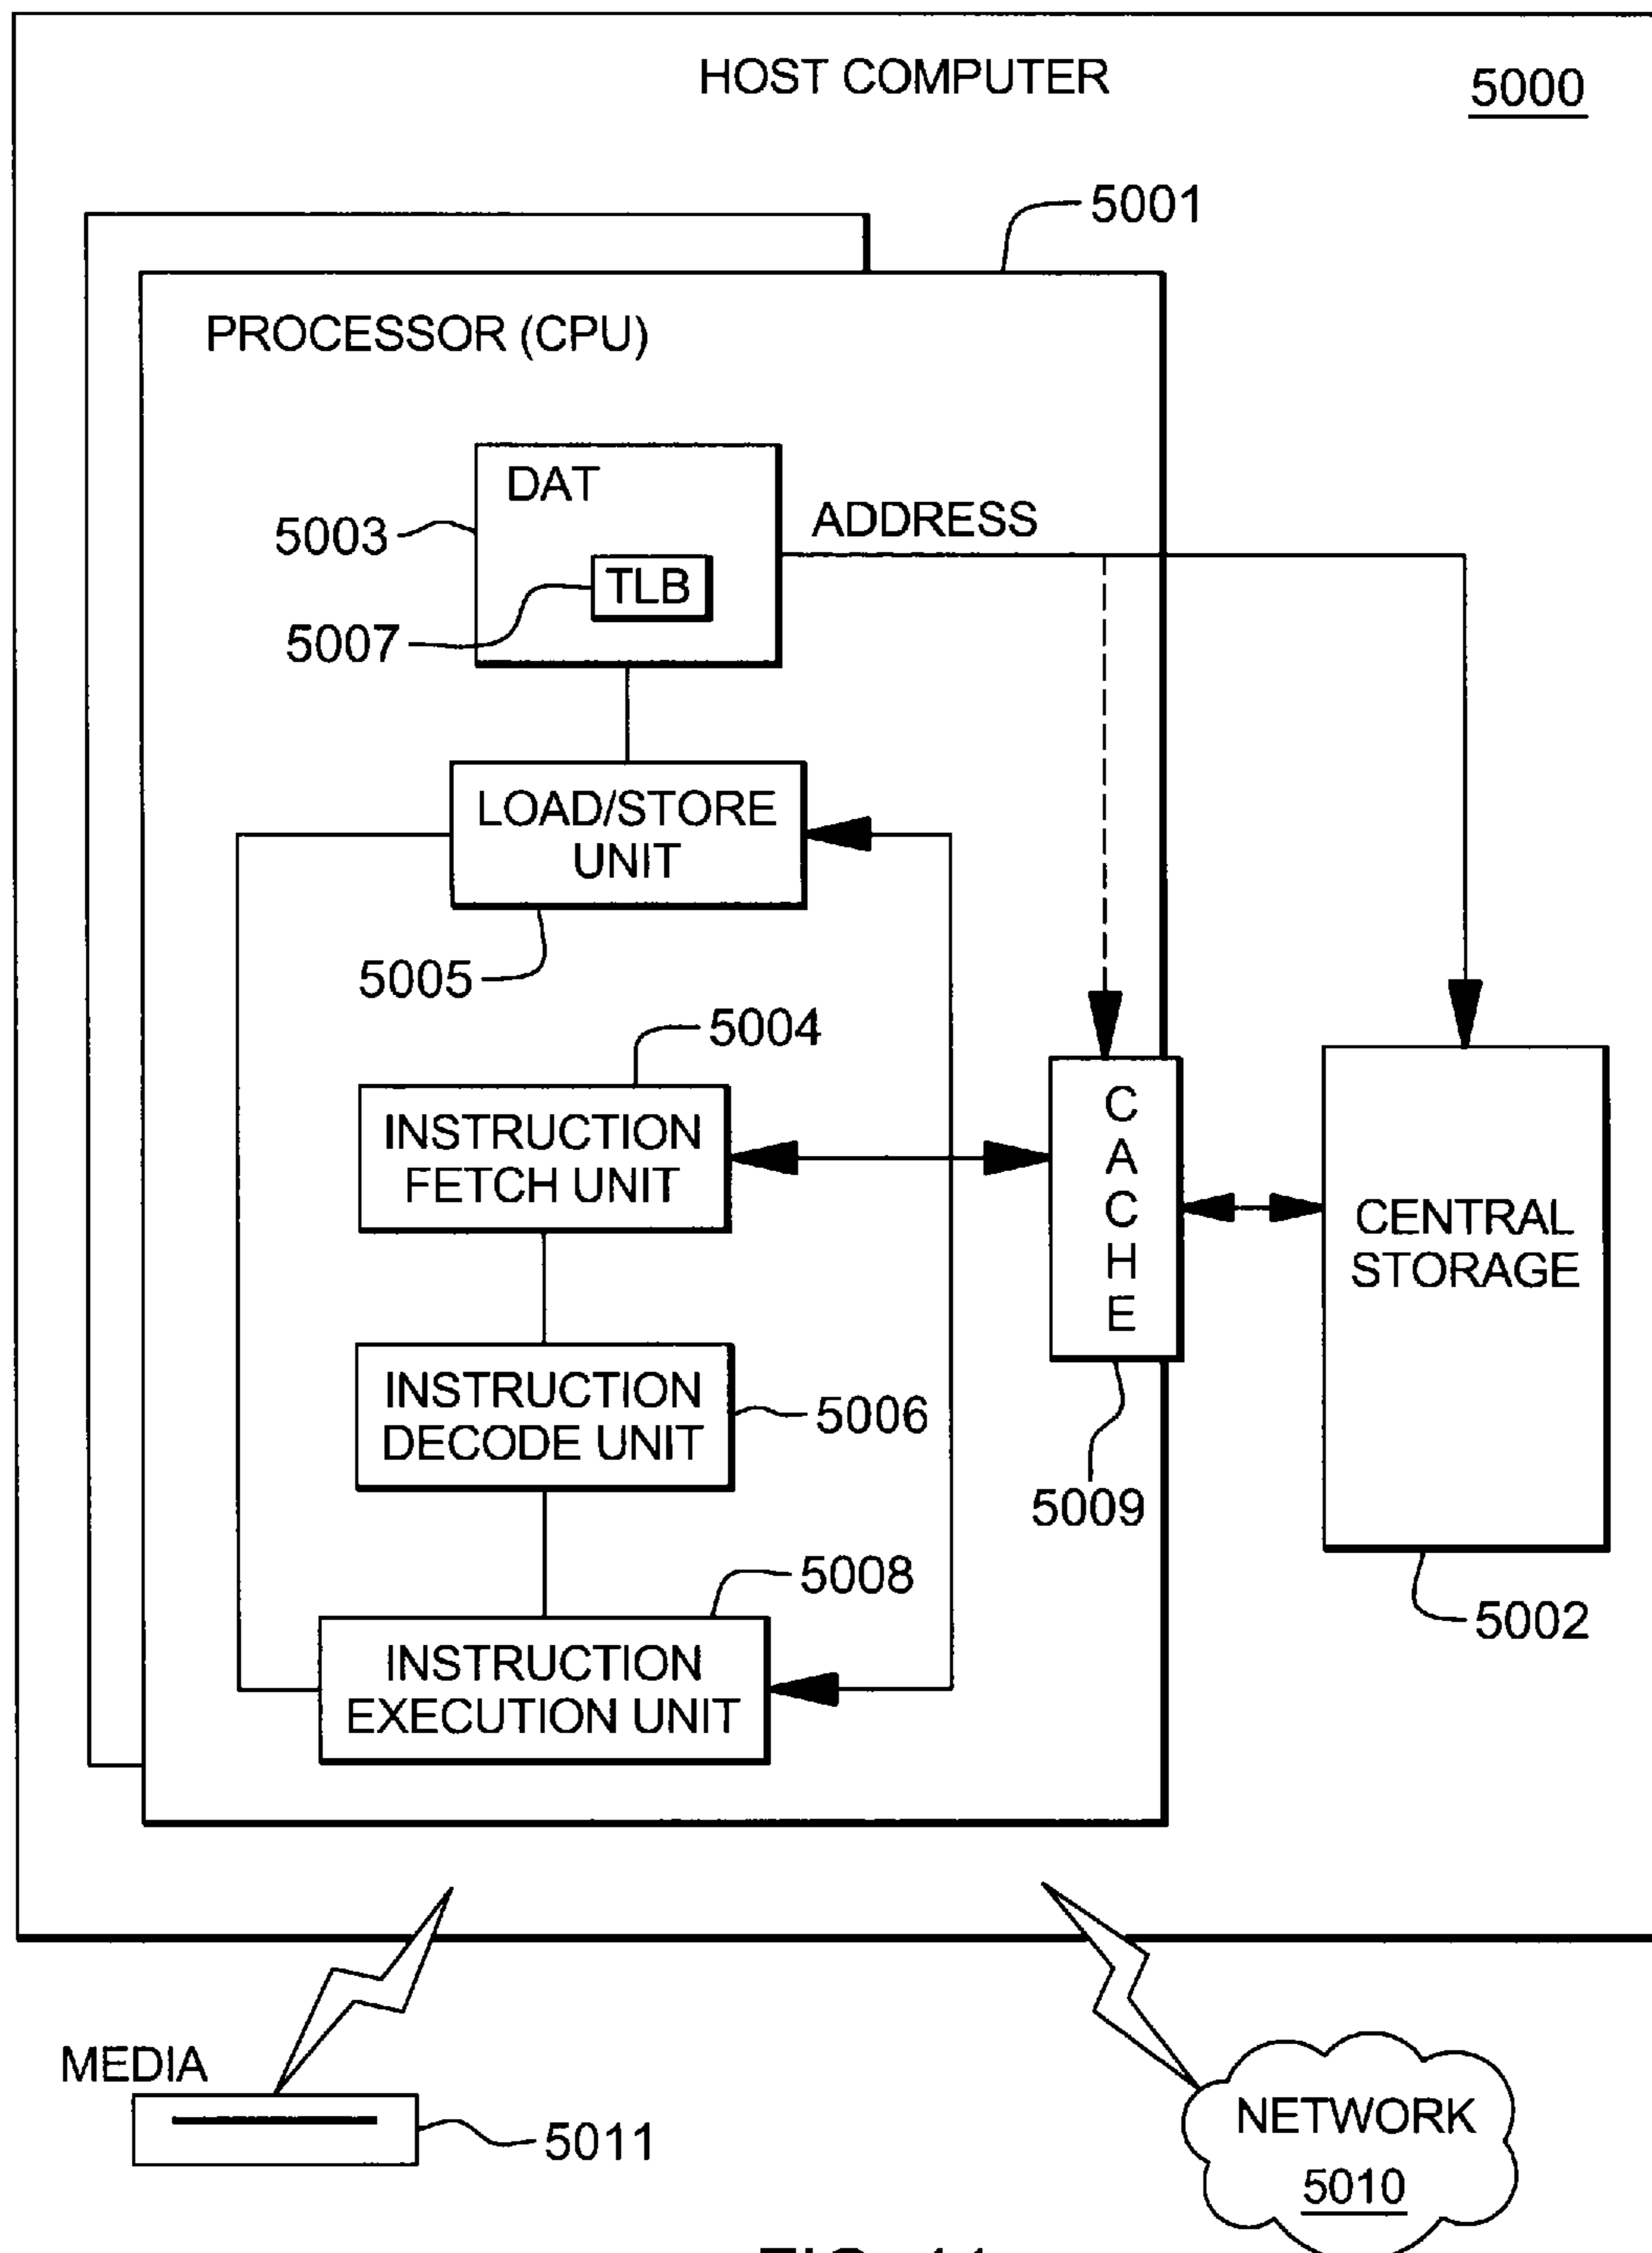 HOST COMPUTER
5000
5001
PROCESSOR (CPU)
DAT
5003
ADDRESS
TLB
5007
LOAD/STORE
UNIT
5005
5004
INSTRUCTION
FETCH UNIT
C
A
C
H
E
CENTRAL
STORAGE
INSTRUCTION
DECODE UNIT
5006
5009
5008
5002
INSTRUCTION
EXECUTION UNIT
MEDIA
5011
NETWORK
5010